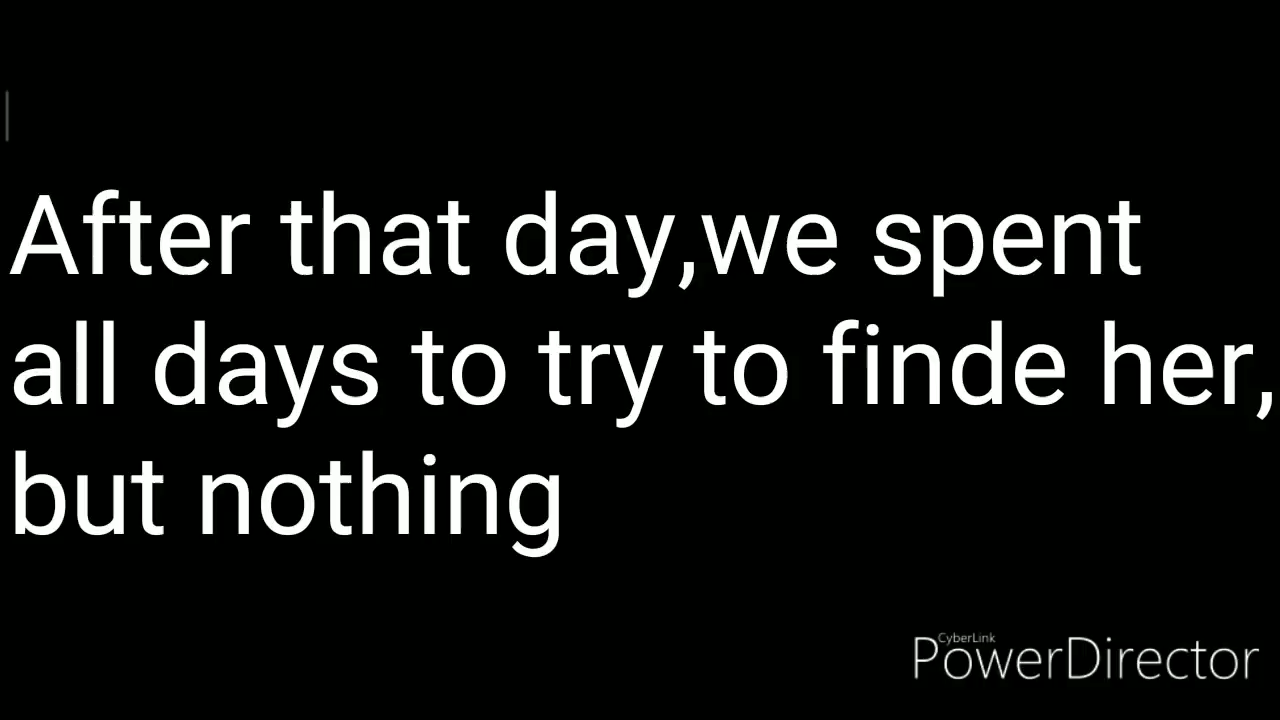 After that day,we spent
all days to try to finde her,
but nothing
CyberLink
PowerDirector